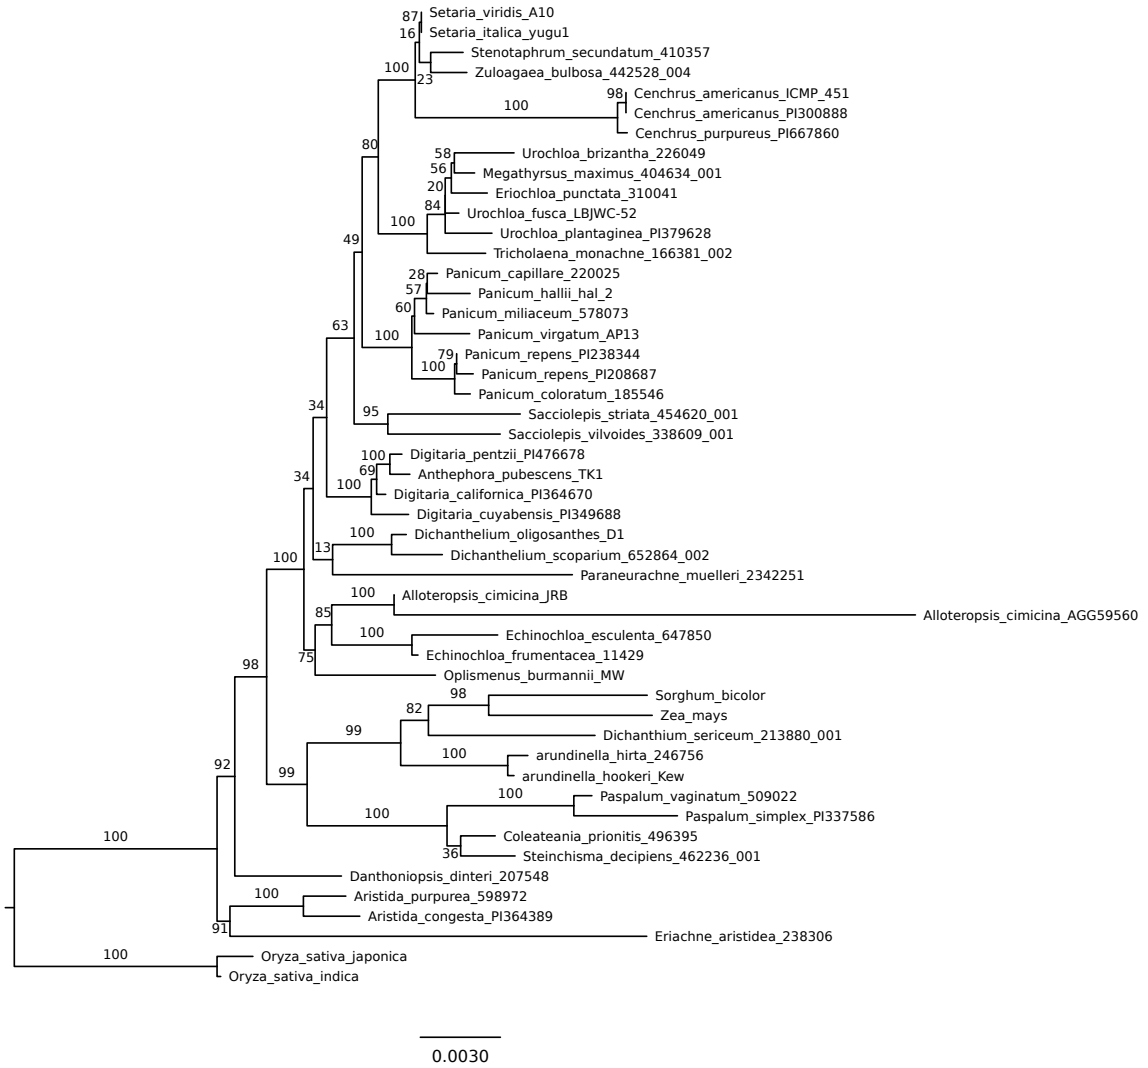 87 Setaria_viridis_A10
16 Setaria_italica_yugu1
Stenotaphrum_secundatum_410357
100 Zuloagaea_bulbosa_442528_004
23
98 Cenchrus_americanus_ICMP_451
100 Cenchrus_americanus_PI300888
Cenchrus_purpureus_PI667860
80
58 Urochloa_brizantha_226049
56 Megathyrsus_maximus_404634_001
20 Eriochloa_punctata_310041
84 Urochloa_fusca_LBJWC-52
100 Urochloa_plantaginea_PI379628
49 Tricholaena_monachne_166381_002
28 Panicum_capillare_220025
57 Panicum_hallii_hal_2
60 Panicum_miliaceum_578073
63 100 Panicum_virgatum_AP13
79 Panicum_repens_PI238344
100 Panicum_repens_PI208687
Panicum_coloratum_185546
34 95 Sacciolepis_striata_454620_001
Sacciolepis_vilvoides_338609_001
100 Digitaria_pentzii_PI476678
69 Anthephora_pubescens_TK1
34 100 Digitaria_californica_PI364670
Digitaria_cuyabensis_PI349688
100 Dichanthelium_oligosanthes_D1
13 Dichanthelium_scoparium_652864_002
100 Paraneurachne_muelleri_2342251
100 Alloteropsis_cimicina_JRB
85 Alloteropsis_cimicina_AGG59560
100 Echinochloa_esculenta_647850
75 Echinochloa_frumentacea_11429
98 Oplismenus_burmannii_MW
98 Sorghum_bicolor
82 Zea_mays
99 Dichanthium_sericeum_213880_001
100 arundinella_hirta_246756
92 99 arundinella_hookeri_Kew
100 Paspalum_vaginatum_509022
100 Paspalum_simplex_PI337586
100 Coleateania_prionitis_496395
36 Steinchisma_decipiens_462236_001
Danthoniopsis_dinteri_207548
100 Aristida_purpurea_598972
Aristida_congesta_PI364389
91 Eriachne_aristidea_238306
100 Oryza_sativa_japonica
Oryza_sativa_indica
0.0030